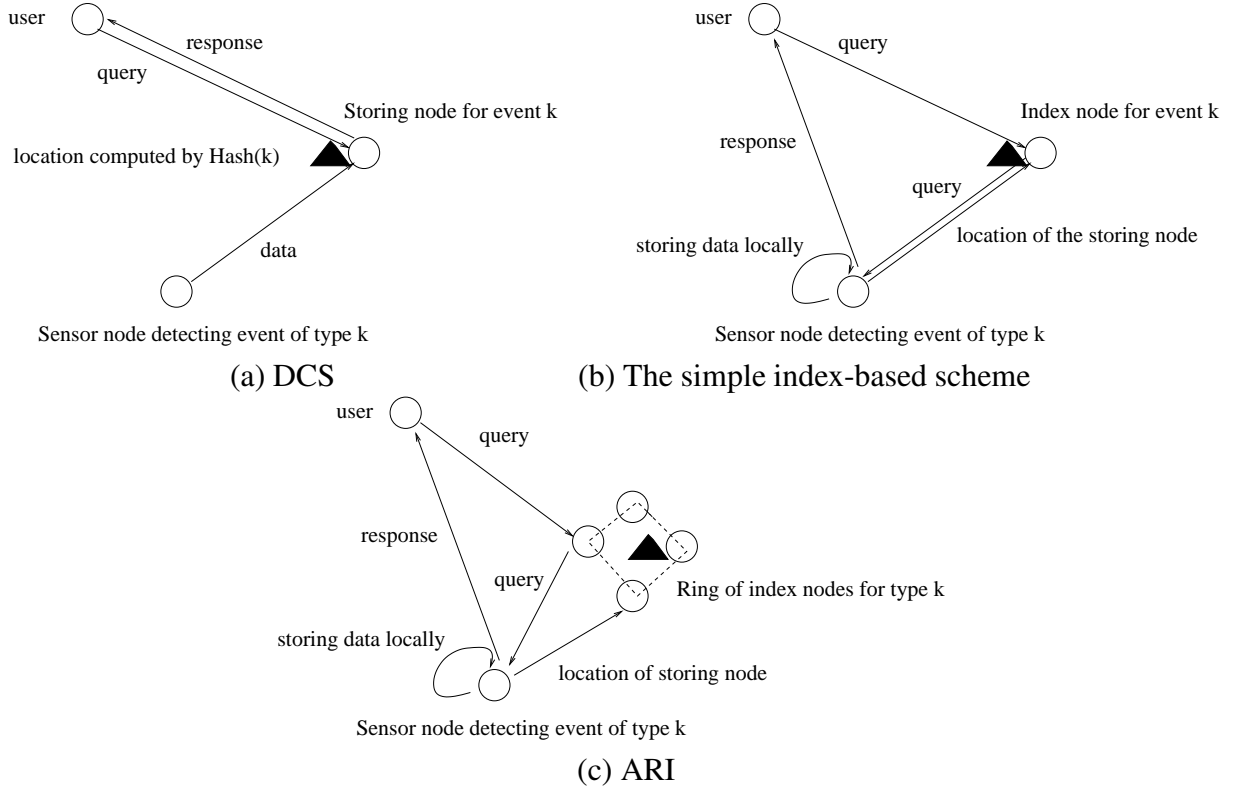 user
response
query
Storing node for event k
location computed by Hash(k)
data
Sensor node detecting event of type k
(a) DCS
user
query
Index node for event k
response
query
location of the storing node
storing data locally
Sensor node detecting event of type k
(b) The simple index-based scheme
user
query
response
query
Ring of index nodes for type k
storing data locally
location of storing node
Sensor node detecting event of type k
(c) ARI